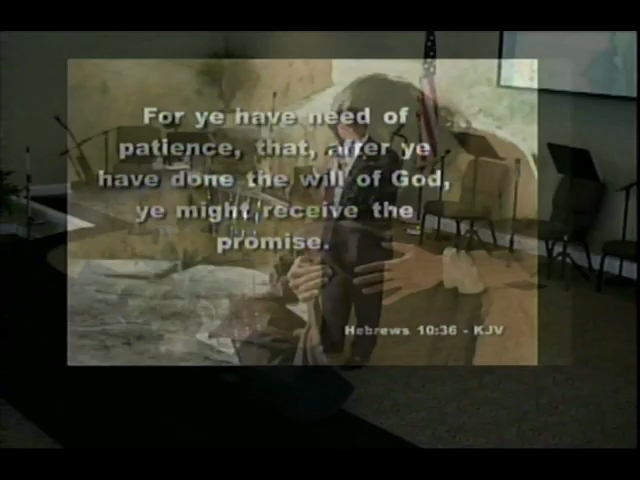 For ye have need of
patience, that, after ye
have done the will of God,
ye might receive the
promise.
Hebrews 10:36 - KJV